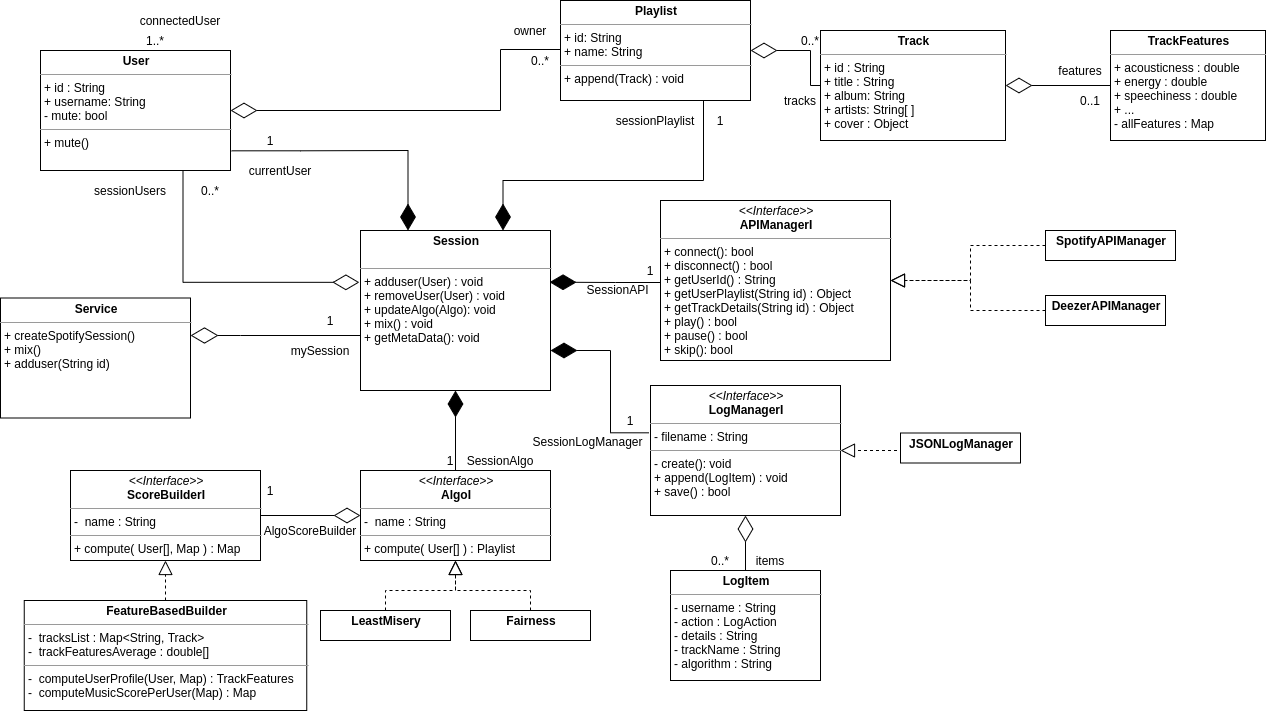 connectedUser
1..*
User
+ id : String
+ username: String
- mute: bool
+ mute()
owner
0..*
Playlist
+ id: String
+ name: String
+ append(Track) : void
0..*
tracks
Track
+ id : String
+ title : String
+ album: String
+ artists: String[ ]
+ cover : Object
features
0..1
TrackFeatures
+ acousticness : double
+ energy : double
+ speechiness : double
+ ...
- allFeatures : Map
1
currentUser
sessionUsers
0..*
sessionPlaylist
1
Session
+ adduser(User) : void
+ removeUser(User) : void
+ updateAlgo(Algo): void
+ mix() : void
+ getMetaData(): void
1
SessionAPI
<<Interface>>
APIManagerI
+ connect(): bool
+ disconnect() : bool
+ getUserId() : String
+ getUserPlaylist(String id) : Object
+ getTrackDetails(String id) : Object
+ play() : bool
+ pause() : bool
+ skip(): bool
SpotifyAPIManager
DeezerAPIManager
Service
+ createSpotifySession()
+ mix()
+ adduser(String id)
1
mySession
1
SessionLogManager
<<Interface>>
LogManagerI
- filename : String
- create(): void
+ append(LogItem) : void
+ save() : bool
JSONLogManager
1
SessionAlgo
<<Interface>>
ScoreBuilderI
-  name : String
+ compute( User[], Map ) : Map
1
AlgoScoreBuilder
<<Interface>>
AlgoI
-  name : String
+ compute( User[] ) : Playlist
0..*
items
LogItem
- username : String
- action : LogAction
- details : String
- trackName : String
- algorithm : String
FeatureBasedBuilder
-  tracksList : Map<String, Track>
-  trackFeaturesAverage : double[]
-  computeUserProfile(User, Map) : TrackFeatures
-  computeMusicScorePerUser(Map) : Map
LeastMisery
Fairness